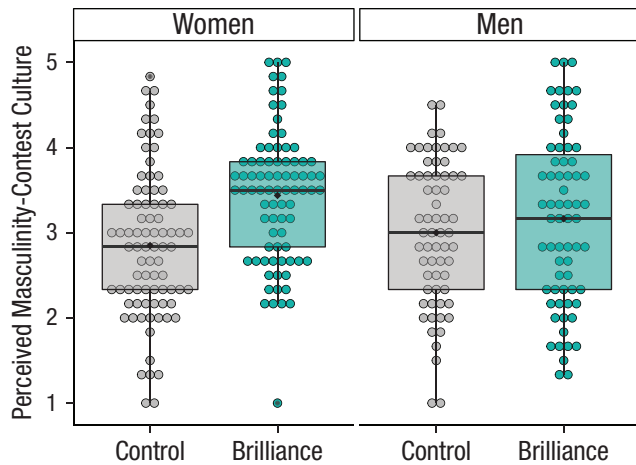 Women Men
Perceived Masculinity-Contest Culture
5
4
3
2
1
Control Brilliance Control Brilliance